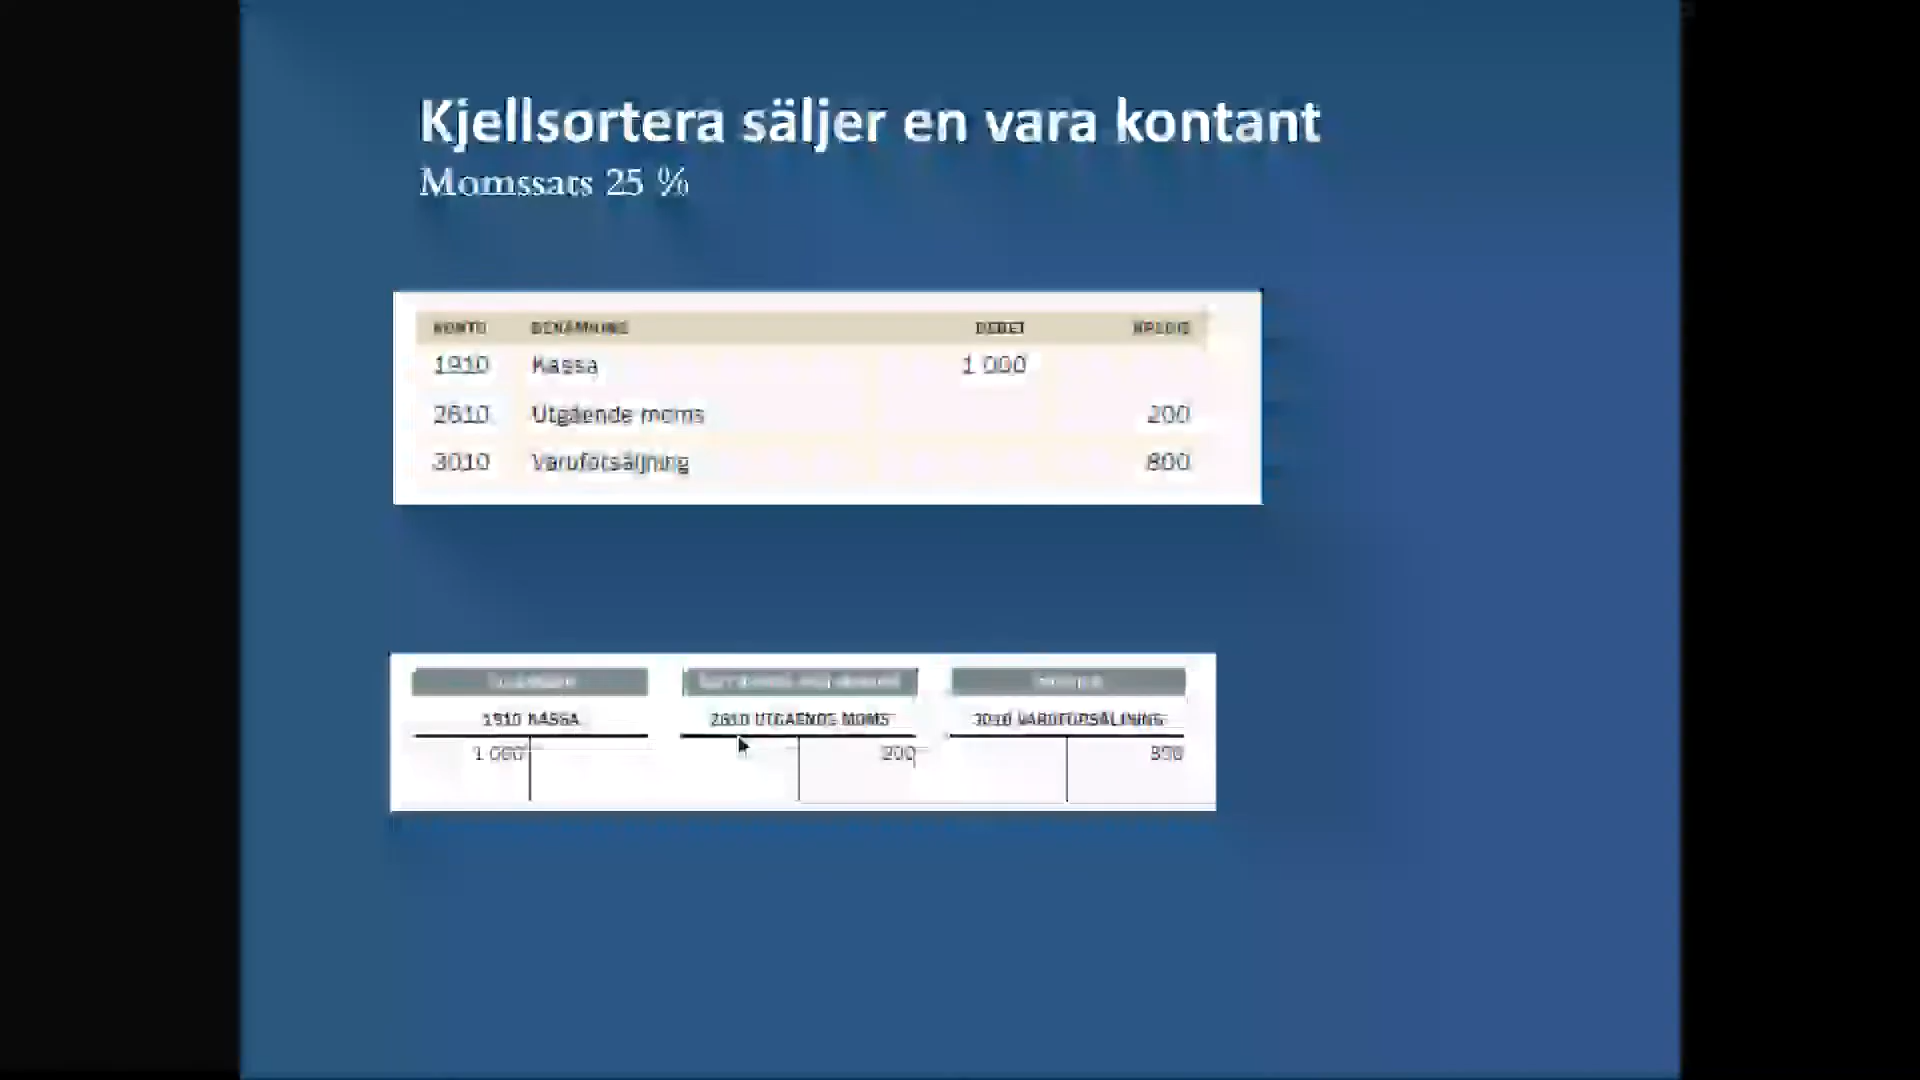 Kjellsortera säljer en vara kontant
Momssats 25 %
KONTO BENÄMNING DEBET KREDIT
1910 Kassa 1 000
2610 Utgående moms 200
3010 Varuförsäljning 800
1910 KASSA 2610 UTGÅENDE MOMS 3010 VARUFÖRSÄLJNING
1 000 200 800